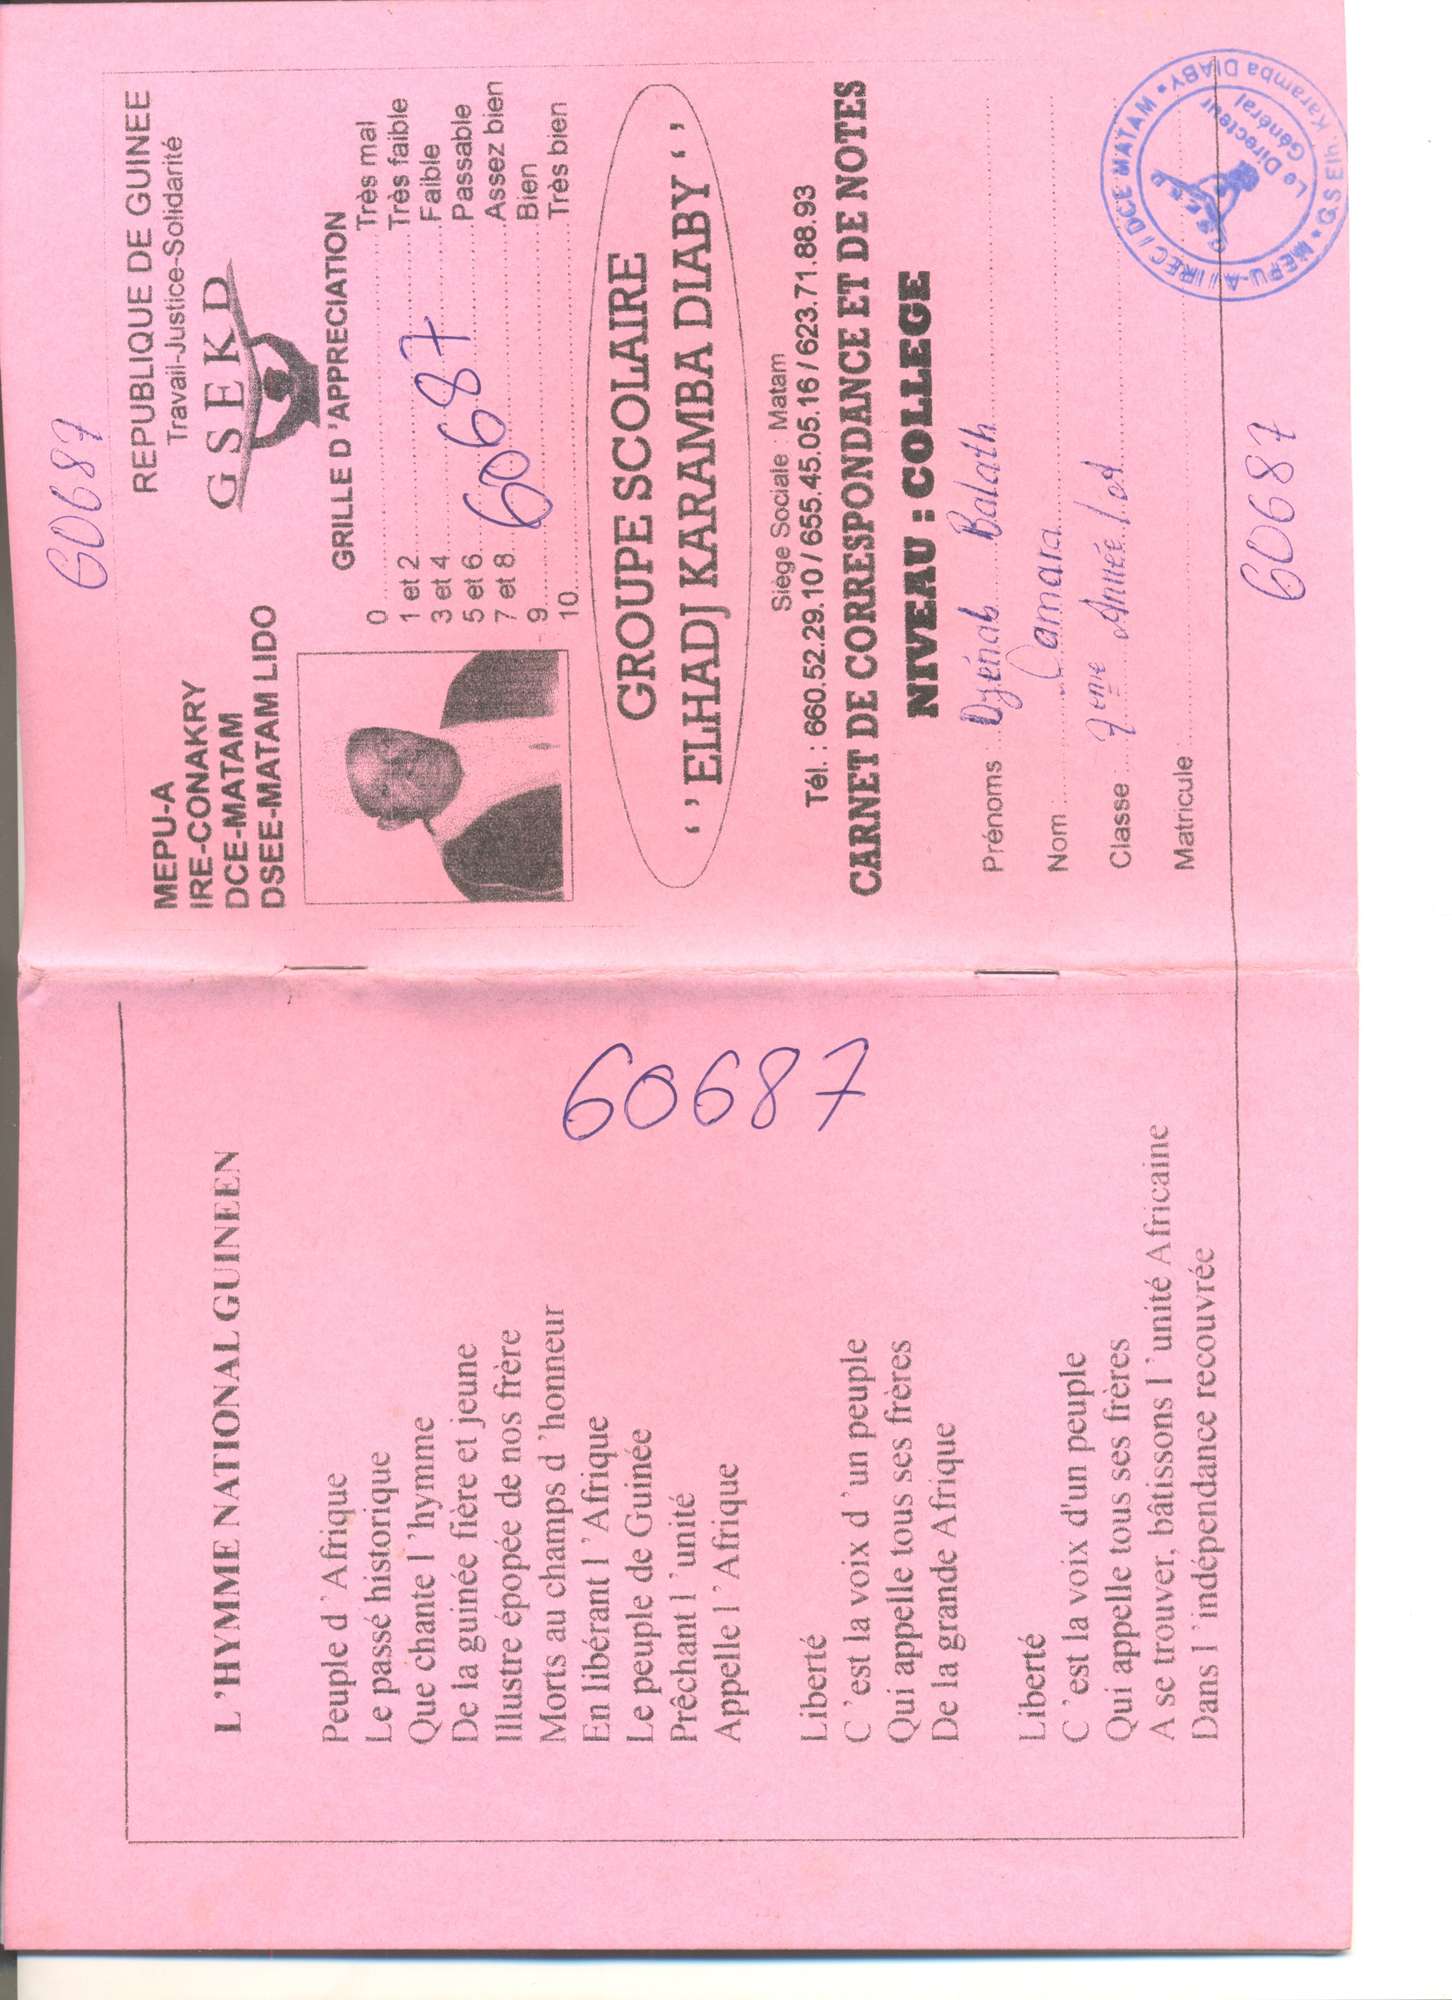 60687
MEPU-A
IRE-CONAKRY
DCE-MATAM
DSEE-MATAM LIDO
REPUBLIQUE DE GUINEE
Travail-Justice-Solidarité
GSEKD
GRILLE D 'APPRECIATION
0..........Très mal
1 et 2..........Très faible
3 et 4..........Faible
5 et 6..........Passable
7 et 8..........Assez bien
9..........Bien
10..........Très bien
60687
GROUPE SCOLAIRE
‘ ’ ELHADJ KARAMBA DIABY ‘ ’
Siège Sociale : Matam
Tél. : 660.52.29.10 / 655.45.05.16 / 623.71.88.93
CARNET DE CORRESPONDANCE ET DE NOTES
NIVEAU : COLLEGE
Prénoms Djénab Balath
Nom : Camara
Classe : 7ème Année
Matricule
60687
MEPU-A / IREC / DCE MATAM
G.S Elh. Karamba DIABY
Le Directeur
Général
L 'HYMNE NATIONAL GUINEEN
Peuple d 'Afrique
Le passé historique
Que chante l 'hymme
De la guinée fière et jeune
Illustre épopée de nos frère
Morts au champs d 'honneur
En libérant l 'Afrique
Le peuple de Guinée
Prêchant l 'unité
Appelle l 'Afrique
Liberté
C 'est la voix d 'un peuple
Qui appelle tous ses frères
De la grande Afrique
Liberté
C 'est la voix d'un peuple
Qui appelle tous ses frères
A se trouver, bâtissons l 'unité Africaine
Dans l 'indépendance recouvrée
60687